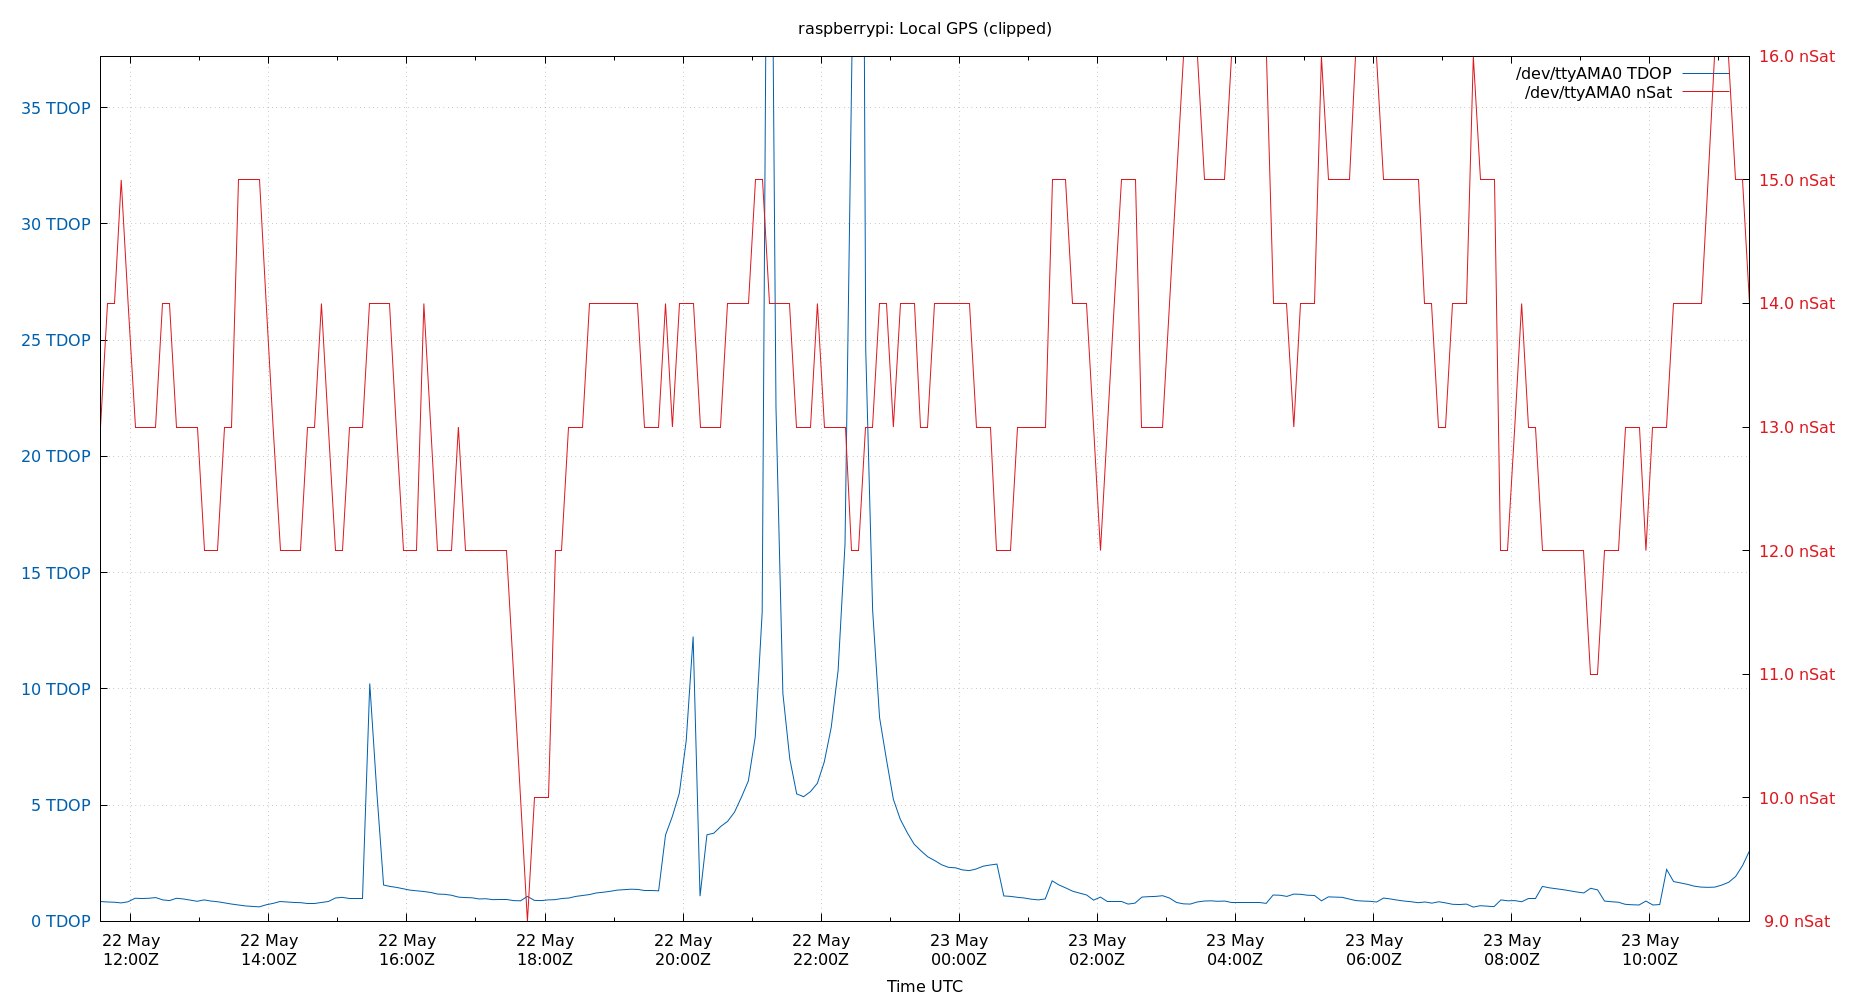 raspberrypi: Local GPS (clipped)
/dev/ttyAMA0 TDOP
/dev/ttyAMA0 nSat
35 TDOP
30 TDOP
25 TDOP
20 TDOP
15 TDOP
10 TDOP
5 TDOP
0 TDOP
16.0 nSat
15.0 nSat
14.0 nSat
13.0 nSat
12.0 nSat
11.0 nSat
10.0 nSat
9.0 nSat
22 May
12:00Z
22 May
14:00Z
22 May
16:00Z
22 May
18:00Z
22 May
20:00Z
22 May
22:00Z
23 May
00:00Z
23 May
02:00Z
23 May
04:00Z
23 May
06:00Z
23 May
08:00Z
23 May
10:00Z
Time UTC